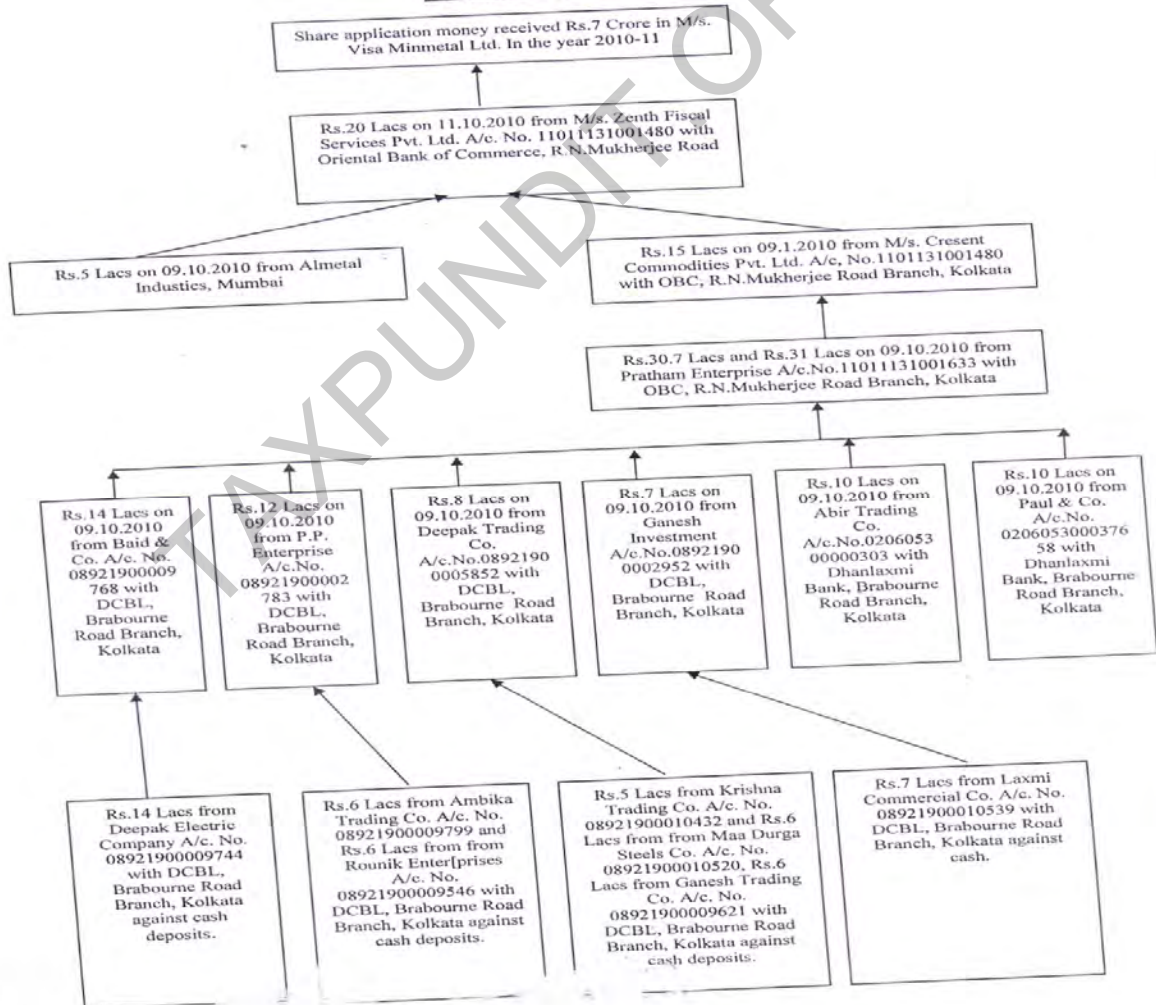 Share application money received Rs.7 Crore in M/s.
Visa Minmetal Ltd. In the year 2010-11
Rs.20 Lacs on 11.10.2010 from M/s. Zenth Fiscal
Services Pvt. Ltd. A/c. No. 11011131001480 with
Oriental Bank of Commerce, R.N.Mukherjee Road
Rs.5 Lacs on 09.10.2010 from Almetal
Industics, Mumbai
Rs.15 Lacs on 09.1.2010 from M/s. Cresent
Commodities Pvt. Ltd. A/c, No.1101131001480
with OBC, R.N.Mukherjee Road Branch, Kolkata
Rs.30.7 Lacs and Rs.31 Lacs on 09.10.2010 from
Pratham Enterprise A/c.No.11011131001633 with
OBC, R.N.Mukherjee Road Branch, Kolkata
Rs.14 Lacs on
09.10.2010
from Baid &
Co. A/c. No.
08921900009
768 with
DCBL,
Brabourne
Road Branch,
Kolkata
Rs.12 Lacs on
09.10.2010
from P.P.
Enterprise
A/c.No.
08921900002
783 with
DCBL,
Brabourne
Road Branch,
Kolkata
Rs.8 Lacs on
09.10.2010 from
Deepak Trading
Co.
A/c.No.0892190
0005852 with
DCBL,
Brabourne Road
Branch, Kolkata
Rs.7 Lacs on
09.10.2010 from
Ganesh
Investment
A/c.No.0892190
0002952 with
DCBL,
Brabourne Road
Branch, Kolkata
Rs.10 Lacs on
09.10.2010 from
Abir Trading
Co.
A/c.No.0206053
00000303 with
Dhanlaxmi
Bank, Brabourne
Road Branch,
Kolkata
Rs.10 Lacs on
09.10.2010 from
Paul & Co.
A/c.No.
0206053000376
58 with
Dhanlaxmi
Bank, Brabourne
Road Branch,
Kolkata
Rs.14 Lacs from
Deepak Electric
Company A/c. No.
08921900009744
with DCBL,
Brabourne Road
Branch, Kolkata
against cash
deposits.
Rs.6 Lacs from Ambika
Trading Co. A/c. No.
08921900009799 and
Rs.6 Lacs from from
Rounik Enter[prises
A/c. No.
08921900009546 with
DCBL, Brabourne Road
Branch, Kolkata against
cash deposits.
Rs.5 Lacs from Krishna
Trading Co. A/c. No.
08921900010432 and Rs.6
Lacs from from Maa Durga
Steels Co. A/c. No.
08921900010520, Rs.6
Lacs from Ganesh Trading
Co. A/c. No.
08921900009621 with
DCBL, Brabourne Road
Branch, Kolkata against
cash deposits.
Rs.7 Lacs from Laxmi
Commercial Co. A/c. No.
08921900010539 with
DCBL, Brabourne Road
Branch, Kolkata against
cash.
TAXPUNDIT.OR